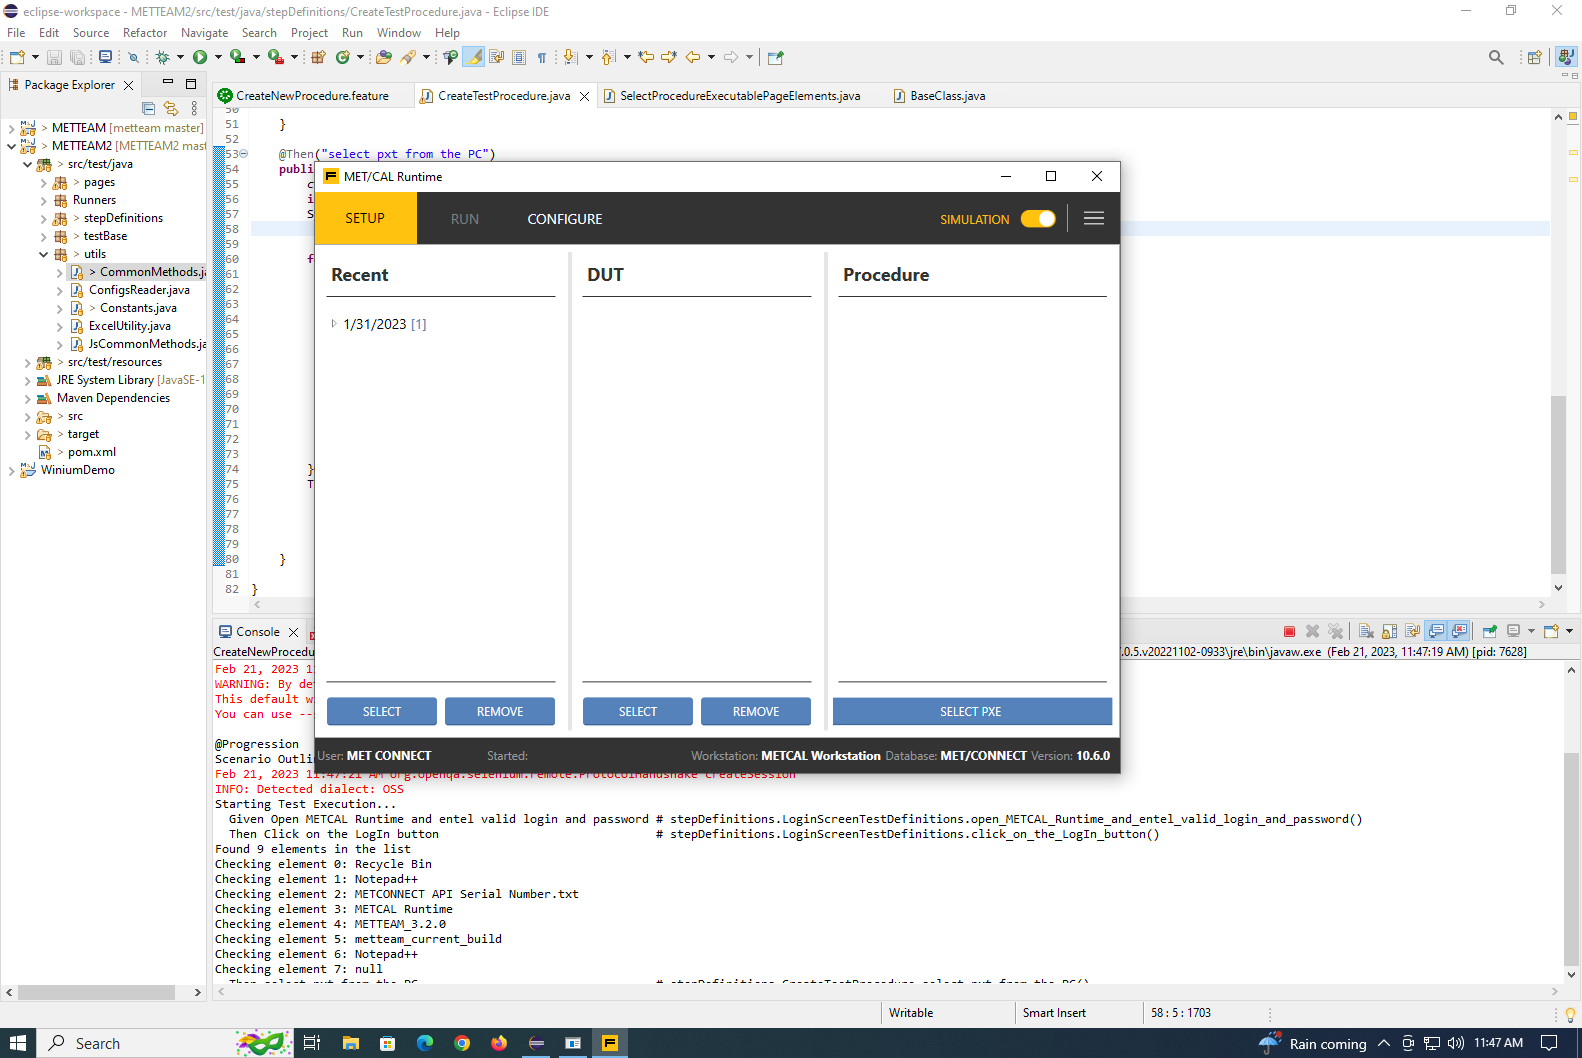 eclipse-workspace - METTEAM2/src/test/java/stepDefinitions/CreateTestProcedure.java - Eclipse IDE
File Edit Source Refactor Navigate Search Project Run Window Help
Package Explorer
> METTEAM [metteam master]
> METTEAM2 [METTEAM2 mast
> src/test/java
> pages
Runners
> stepDefinitions
> testBase
> utils
> CommonMethods.ja
ConfigsReader.java
> Constants.java
ExcelUtility.java
JsCommonMethods.ja
> src/test/resources
JRE System Library [JavaSE-1
Maven Dependencies
> src
> target
> pom.xml
WiniumDemo
CreateNewProcedure.feature CreateTestProcedure.java SelectProcedureExecutablePageElements.java BaseClass.java
50
51 }
52
53 @Then("select pxt from the PC")
54 publi
55 c
56 i
57 S
58
59
60 f
61
62
63
64
65
66
67
68
69
70
71
72
73
74 }
75 T
76
77
78
79
80 }
81
82 }
MET/CAL Runtime
SETUP RUN CONFIGURE SIMULATION
Recent DUT Procedure
1/31/2023 [1]
SELECT REMOVE SELECT REMOVE SELECT PXE
User: MET CONNECT Started: Workstation: METCAL Workstation Database: MET/CONNECT Version: 10.6.0
Console
CreateNewProcedu .0.5.v20221102-0933\jre\bin\javaw.exe (Feb 21, 2023, 11:47:19 AM) [pid: 7628]
Feb 21, 2023 1
WARNING: By de
This default w
You can use --
@Progression
Scenario Outli
Feb 21, 2023 11:47:21 AM org.openqa.selenium.remote.ProtocolHandshake createSession
INFO: Detected dialect: OSS
Starting Test Execution...
Given Open METCAL Runtime and entel valid login and password # stepDefinitions.LoginScreenTestDefinitions.open_METCAL_Runtime_and_entel_valid_login_and_password()
Then Click on the LogIn button # stepDefinitions.LoginScreenTestDefinitions.click_on_the_LogIn_button()
Found 9 elements in the list
Checking element 0: Recycle Bin
Checking element 1: Notepad++
Checking element 2: METCONNECT API Serial Number.txt
Checking element 3: METCAL Runtime
Checking element 4: METTEAM_3.2.0
Checking element 5: metteam_current_build
Checking element 6: Notepad++
Checking element 7: null
Then select pxt from the PC # stepDefinitions.CreateTestProcedure.select_pxt_from_the_PC()
Writable Smart Insert 58 : 5 : 1703
Search Rain coming 11:47 AM